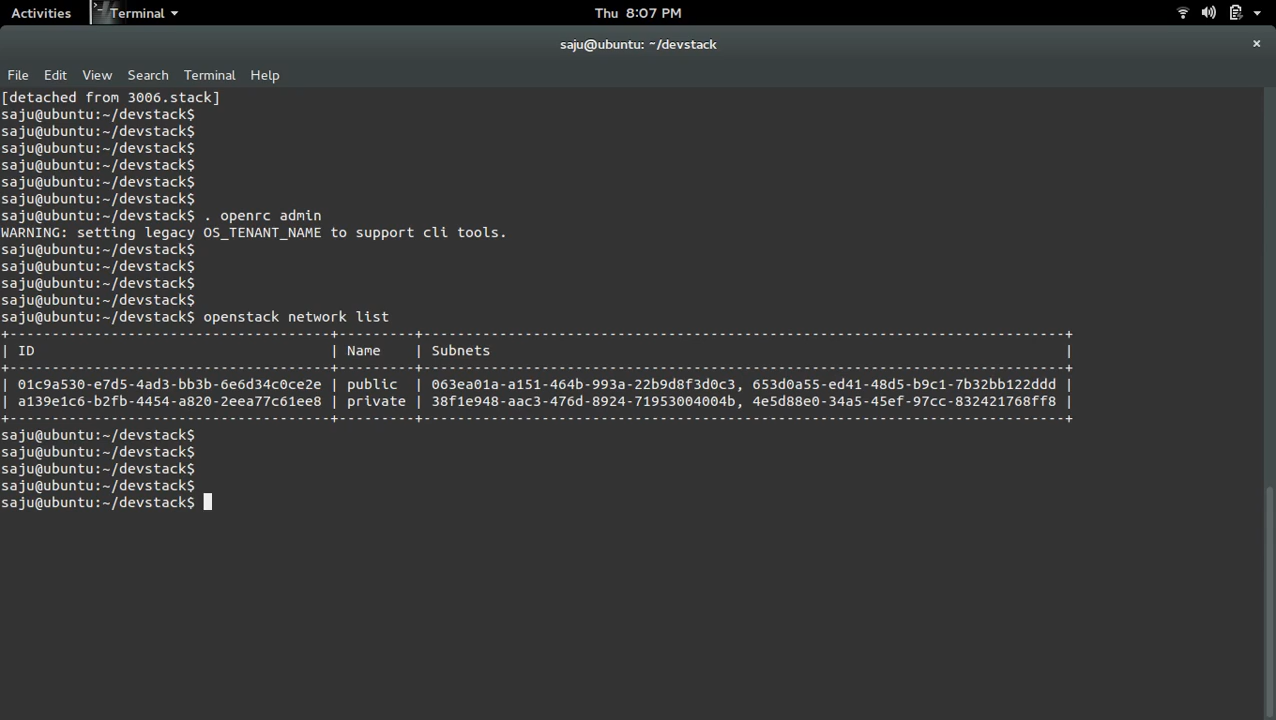 Activities Terminal Thu 8:07 PM
saju@ubuntu: ~/devstack ×
File Edit View Search Terminal Help
[detached from 3006.stack]
saju@ubuntu:~/devstack$
saju@ubuntu:~/devstack$
saju@ubuntu:~/devstack$
saju@ubuntu:~/devstack$
saju@ubuntu:~/devstack$
saju@ubuntu:~/devstack$
saju@ubuntu:~/devstack$ . openrc admin
WARNING: setting legacy OS_TENANT_NAME to support cli tools.
saju@ubuntu:~/devstack$
saju@ubuntu:~/devstack$
saju@ubuntu:~/devstack$
saju@ubuntu:~/devstack$
saju@ubuntu:~/devstack$ openstack network list
+--------------------------------------+---------+----------------------------------------------------------------------------+
| ID                                   | Name    | Subnets                                                                    |
+--------------------------------------+---------+----------------------------------------------------------------------------+
| 01c9a530-e7d5-4ad3-bb3b-6e6d34c0ce2e | public  | 063ea01a-a151-464b-993a-22b9d8f3d0c3, 653d0a55-ed41-48d5-b9c1-7b32bb122ddd |
| a139e1c6-b2fb-4454-a820-2eea77c61ee8 | private | 38f1e948-aac3-476d-8924-71953004004b, 4e5d88e0-34a5-45ef-97cc-832421768ff8 |
+--------------------------------------+---------+----------------------------------------------------------------------------+
saju@ubuntu:~/devstack$
saju@ubuntu:~/devstack$
saju@ubuntu:~/devstack$
saju@ubuntu:~/devstack$
saju@ubuntu:~/devstack$